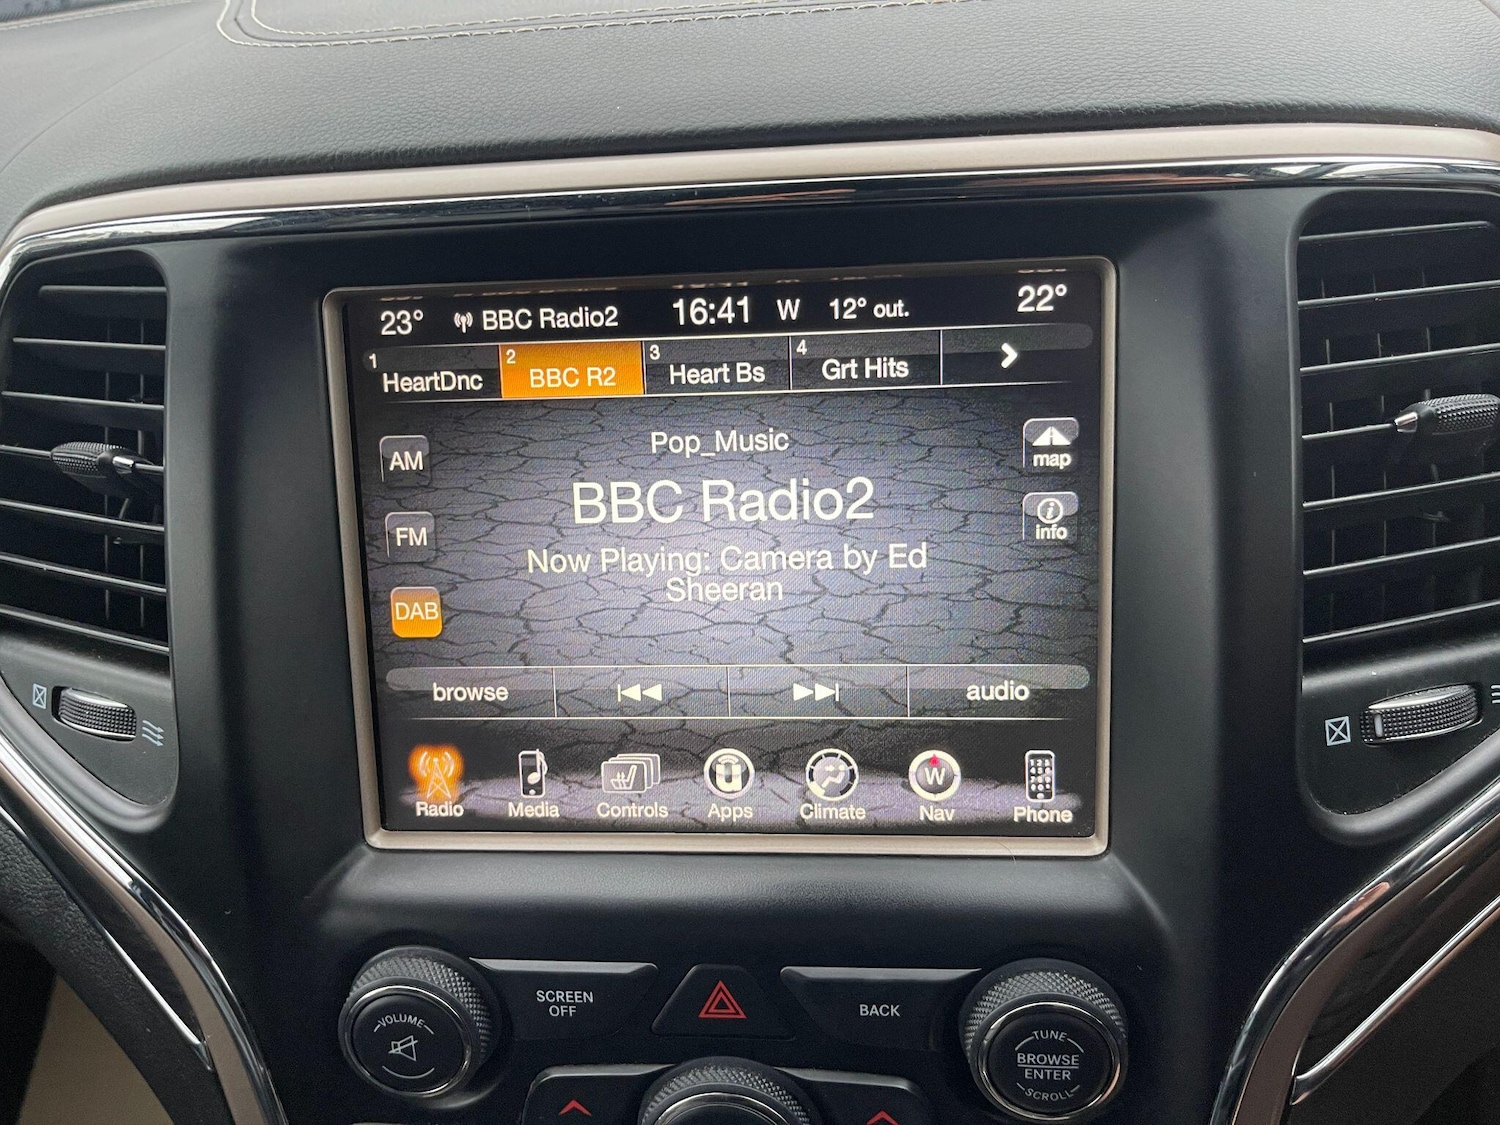 23° BBC Radio2 16:41 W 12° out. 22°
1 HeartDnc 2 BBC R2 3 Heart Bs 4 Grt Hits
Pop_Music
AM
map
BBC Radio2
FM
info
Now Playing: Camera by Ed
Sheeran
DAB
browse audio
W
Radio Media Controls Apps Climate Nav Phone
SCREEN
OFF
BACK
VOLUME
TUNE
BROWSE
ENTER
SCROLL